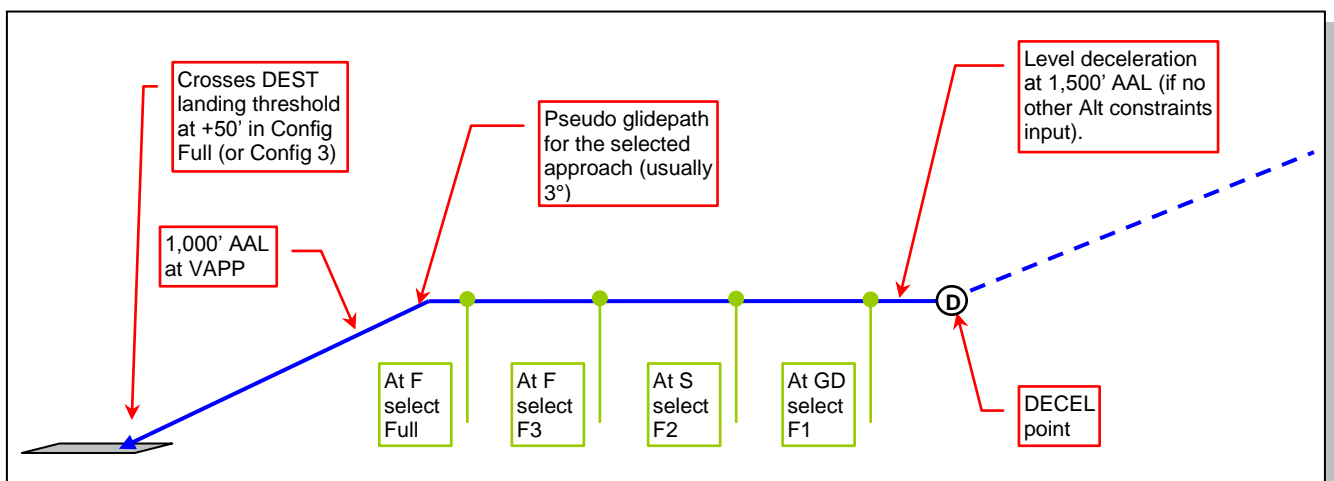 Crosses DEST
landing threshold
at +50' in Config
Full (or Config 3)
Pseudo glidepath
for the selected
approach (usually
3°)
Level deceleration
at 1,500' AAL (if no
other Alt constraints
input).
1,000' AAL
at VAPP
D
At F
select
Full
At F
select
F3
At S
select
F2
At GD
select
F1
DECEL
point